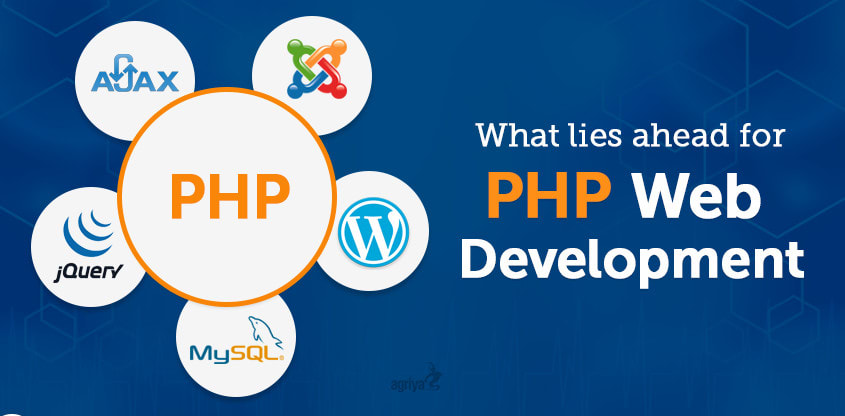 AJAX
PHP
jQuery
MySQL
What lies ahead for
PHP Web
Development
agriya